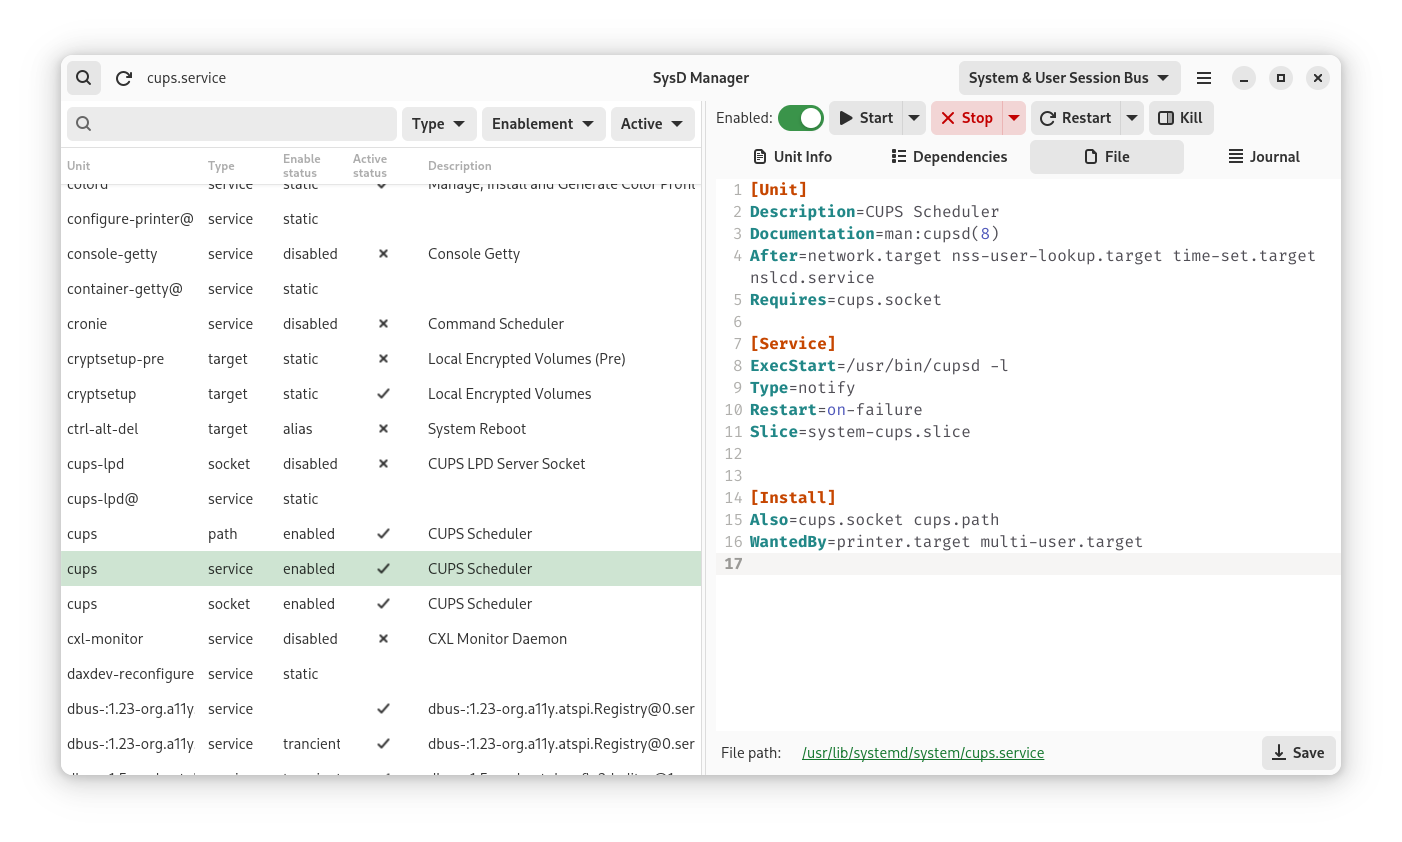 cups.service
SysD Manager
System & User Session Bus
Type
Enablement
Active
Enabled:
Start
Stop
Restart
Kill
Unit Info
Dependencies
File
Journal
Unit Type Enable status Active status Description
colord service static Manage, Install and Generate Color Profil
configure-printer@ service static
console-getty service disabled Console Getty
container-getty@ service static
cronie service disabled Command Scheduler
cryptsetup-pre target static Local Encrypted Volumes (Pre)
cryptsetup target static Local Encrypted Volumes
ctrl-alt-del target alias System Reboot
cups-lpd socket disabled CUPS LPD Server Socket
cups-lpd@ service static
cups path enabled CUPS Scheduler
cups service enabled CUPS Scheduler
cups socket enabled CUPS Scheduler
cxl-monitor service disabled CXL Monitor Daemon
daxdev-reconfigure service static
dbus-:1.23-org.a11y service dbus-:1.23-org.a11y.atspi.Registry@0.ser
dbus-:1.23-org.a11y service trancient dbus-:1.23-org.a11y.atspi.Registry@0.ser
1 [Unit]
2 Description=CUPS Scheduler
3 Documentation=man:cupsd(8)
4 After=network.target nss-user-lookup.target time-set.target
nslcd.service
5 Requires=cups.socket
6
7 [Service]
8 ExecStart=/usr/bin/cupsd -l
9 Type=notify
10 Restart=on-failure
11 Slice=system-cups.slice
12
13
14 [Install]
15 Also=cups.socket cups.path
16 WantedBy=printer.target multi-user.target
17
File path: /usr/lib/systemd/system/cups.service
Save